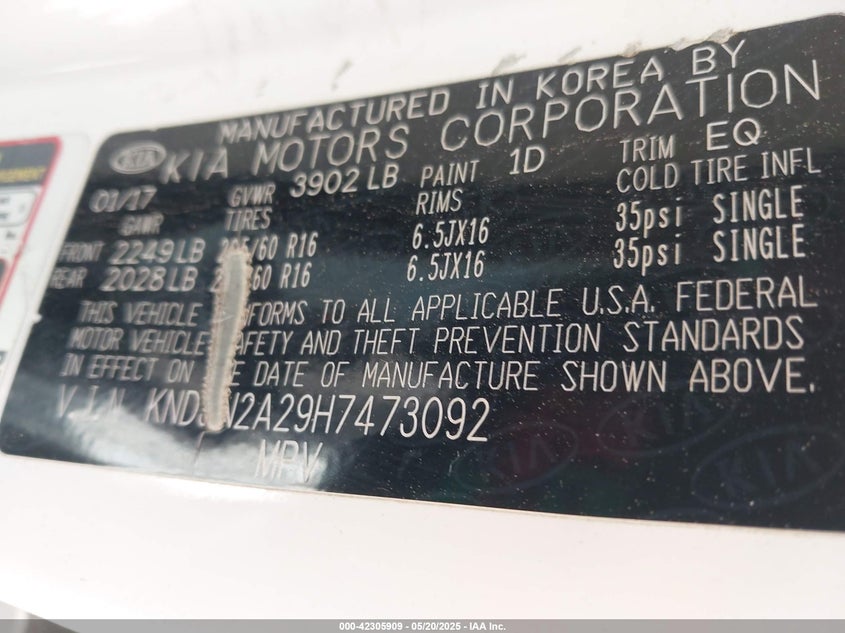 MANUFACTURED IN KOREA BY
KIA KIA MOTORS CORPORATION
01/17 GVWR 3902 LB PAINT 1D TRIM EQ
GAWR TIRES RIMS COLD TIRE INFL
FRONT 2249 LB R16 6.5JX16 35psi SINGLE
REAR 2028 LB R16 6.5JX16 35psi SINGLE
THIS VEHICLE TO ALL APPLICABLE U.S.A. FEDERAL
MOTOR VEHICLE AND THEFT PREVENTION STANDARDS
IN EFFECT ON DATE OF MANUFACTURE SHOWN ABOVE.
V.I.N.
MPV
KIA
000-42305909 - 05/20/2025 - IAA Inc.